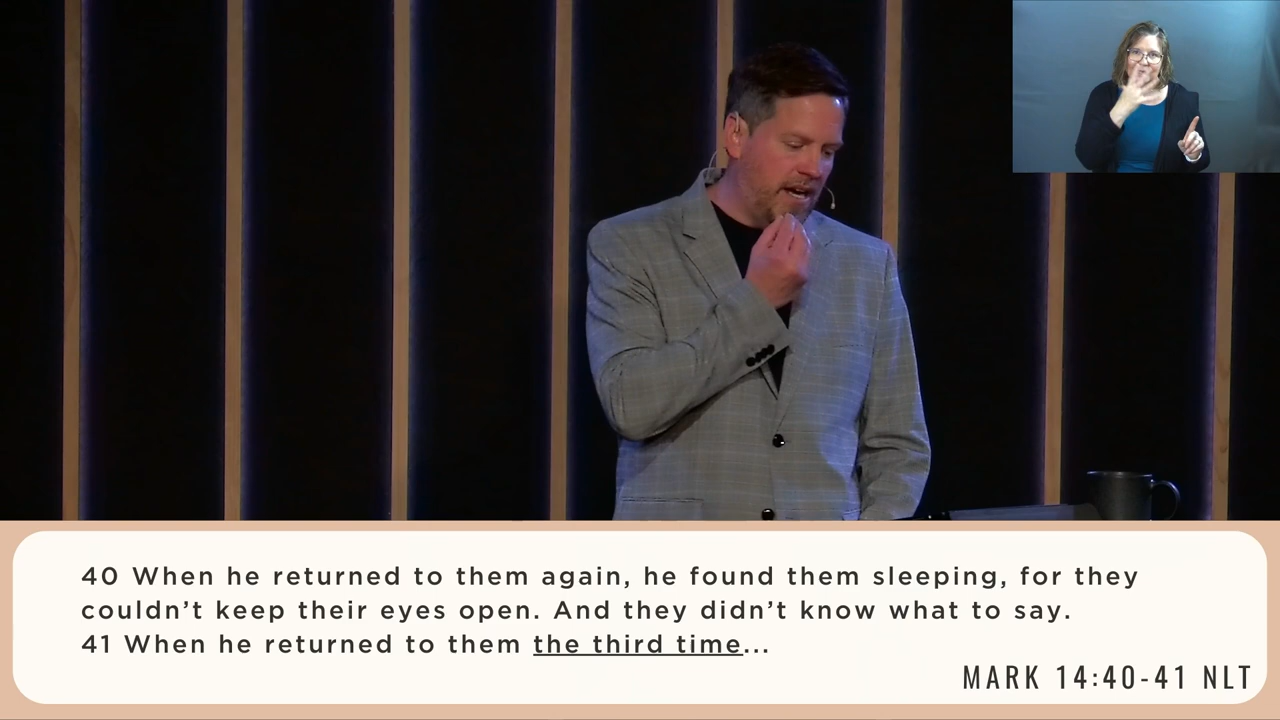 40 When he returned to them again, he found them sleeping, for they
couldn’t keep their eyes open. And they didn’t know what to say.
41 When he returned to them the third time...
MARK 14:40-41 NLT